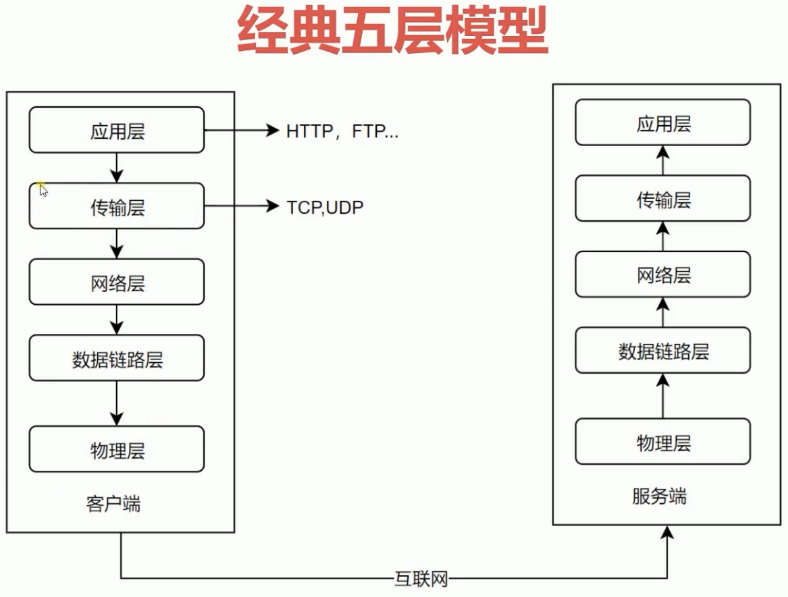 经典五层模型
应用层
HTTP，FTP...
传输层
TCP,UDP
网络层
数据链路层
物理层
客户端
应用层
传输层
网络层
数据链路层
物理层
服务端
互联网